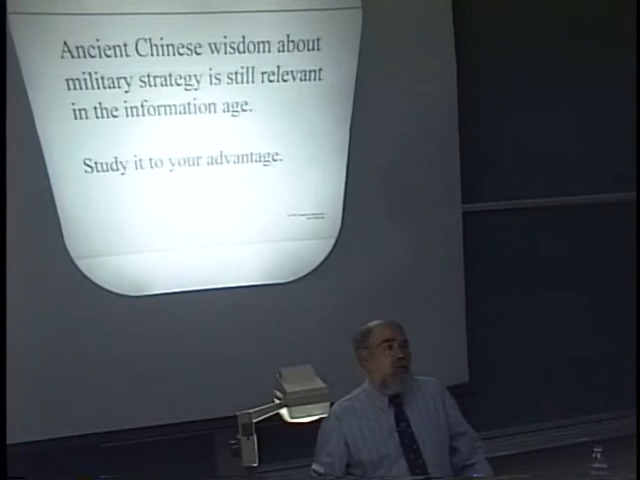 Ancient Chinese wisdom about
military strategy is still relevant
in the information age.
Study it to your advantage.